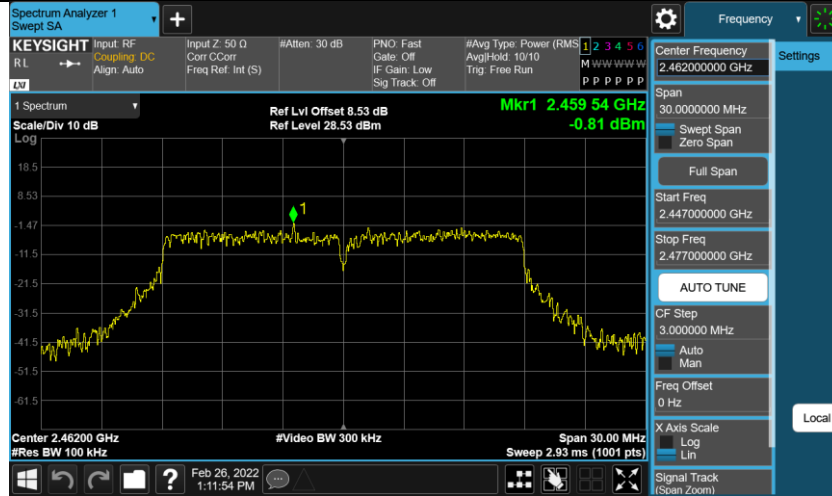 Spectrum Analyzer 1
Swept SA
+
Frequency
KEYSIGHT
RL
LXI
Input: RF
Coupling: DC
Align: Auto
Input Z: 50 Ω
Corr CCorr
Freq Ref: Int (S)
#Atten: 30 dB
PNO: Fast
Gate: Off
IF Gain: Low
Sig Track: Off
#Avg Type: Power (RMS
Avg|Hold: 10/10
Trig: Free Run
1 2 3 4 5 6
M W W W W W
P P P P P P
1 Spectrum
Scale/Div 10 dB
Log
Ref Lvl Offset 8.53 dB
Ref Level 28.53 dBm
Mkr1 2.459 54 GHz
-0.81 dBm
18.5
8.53
-1.47
-11.5
-21.5
-31.5
-41.5
-51.5
-61.5
1
Center 2.46200 GHz
#Res BW 100 kHz
#Video BW 300 kHz
Span 30.00 MHz
Sweep 2.93 ms (1001 pts)
Center Frequency
2.462000000 GHz
Span
30.0000000 MHz
Swept Span
Zero Span
Full Span
Start Freq
2.447000000 GHz
Stop Freq
2.477000000 GHz
AUTO TUNE
CF Step
3.000000 MHz
Auto
Man
Freq Offset
0 Hz
X Axis Scale
Log
Lin
Signal Track
(Span Zoom)
Settings
Local
?
Feb 26, 2022
1:11:54 PM